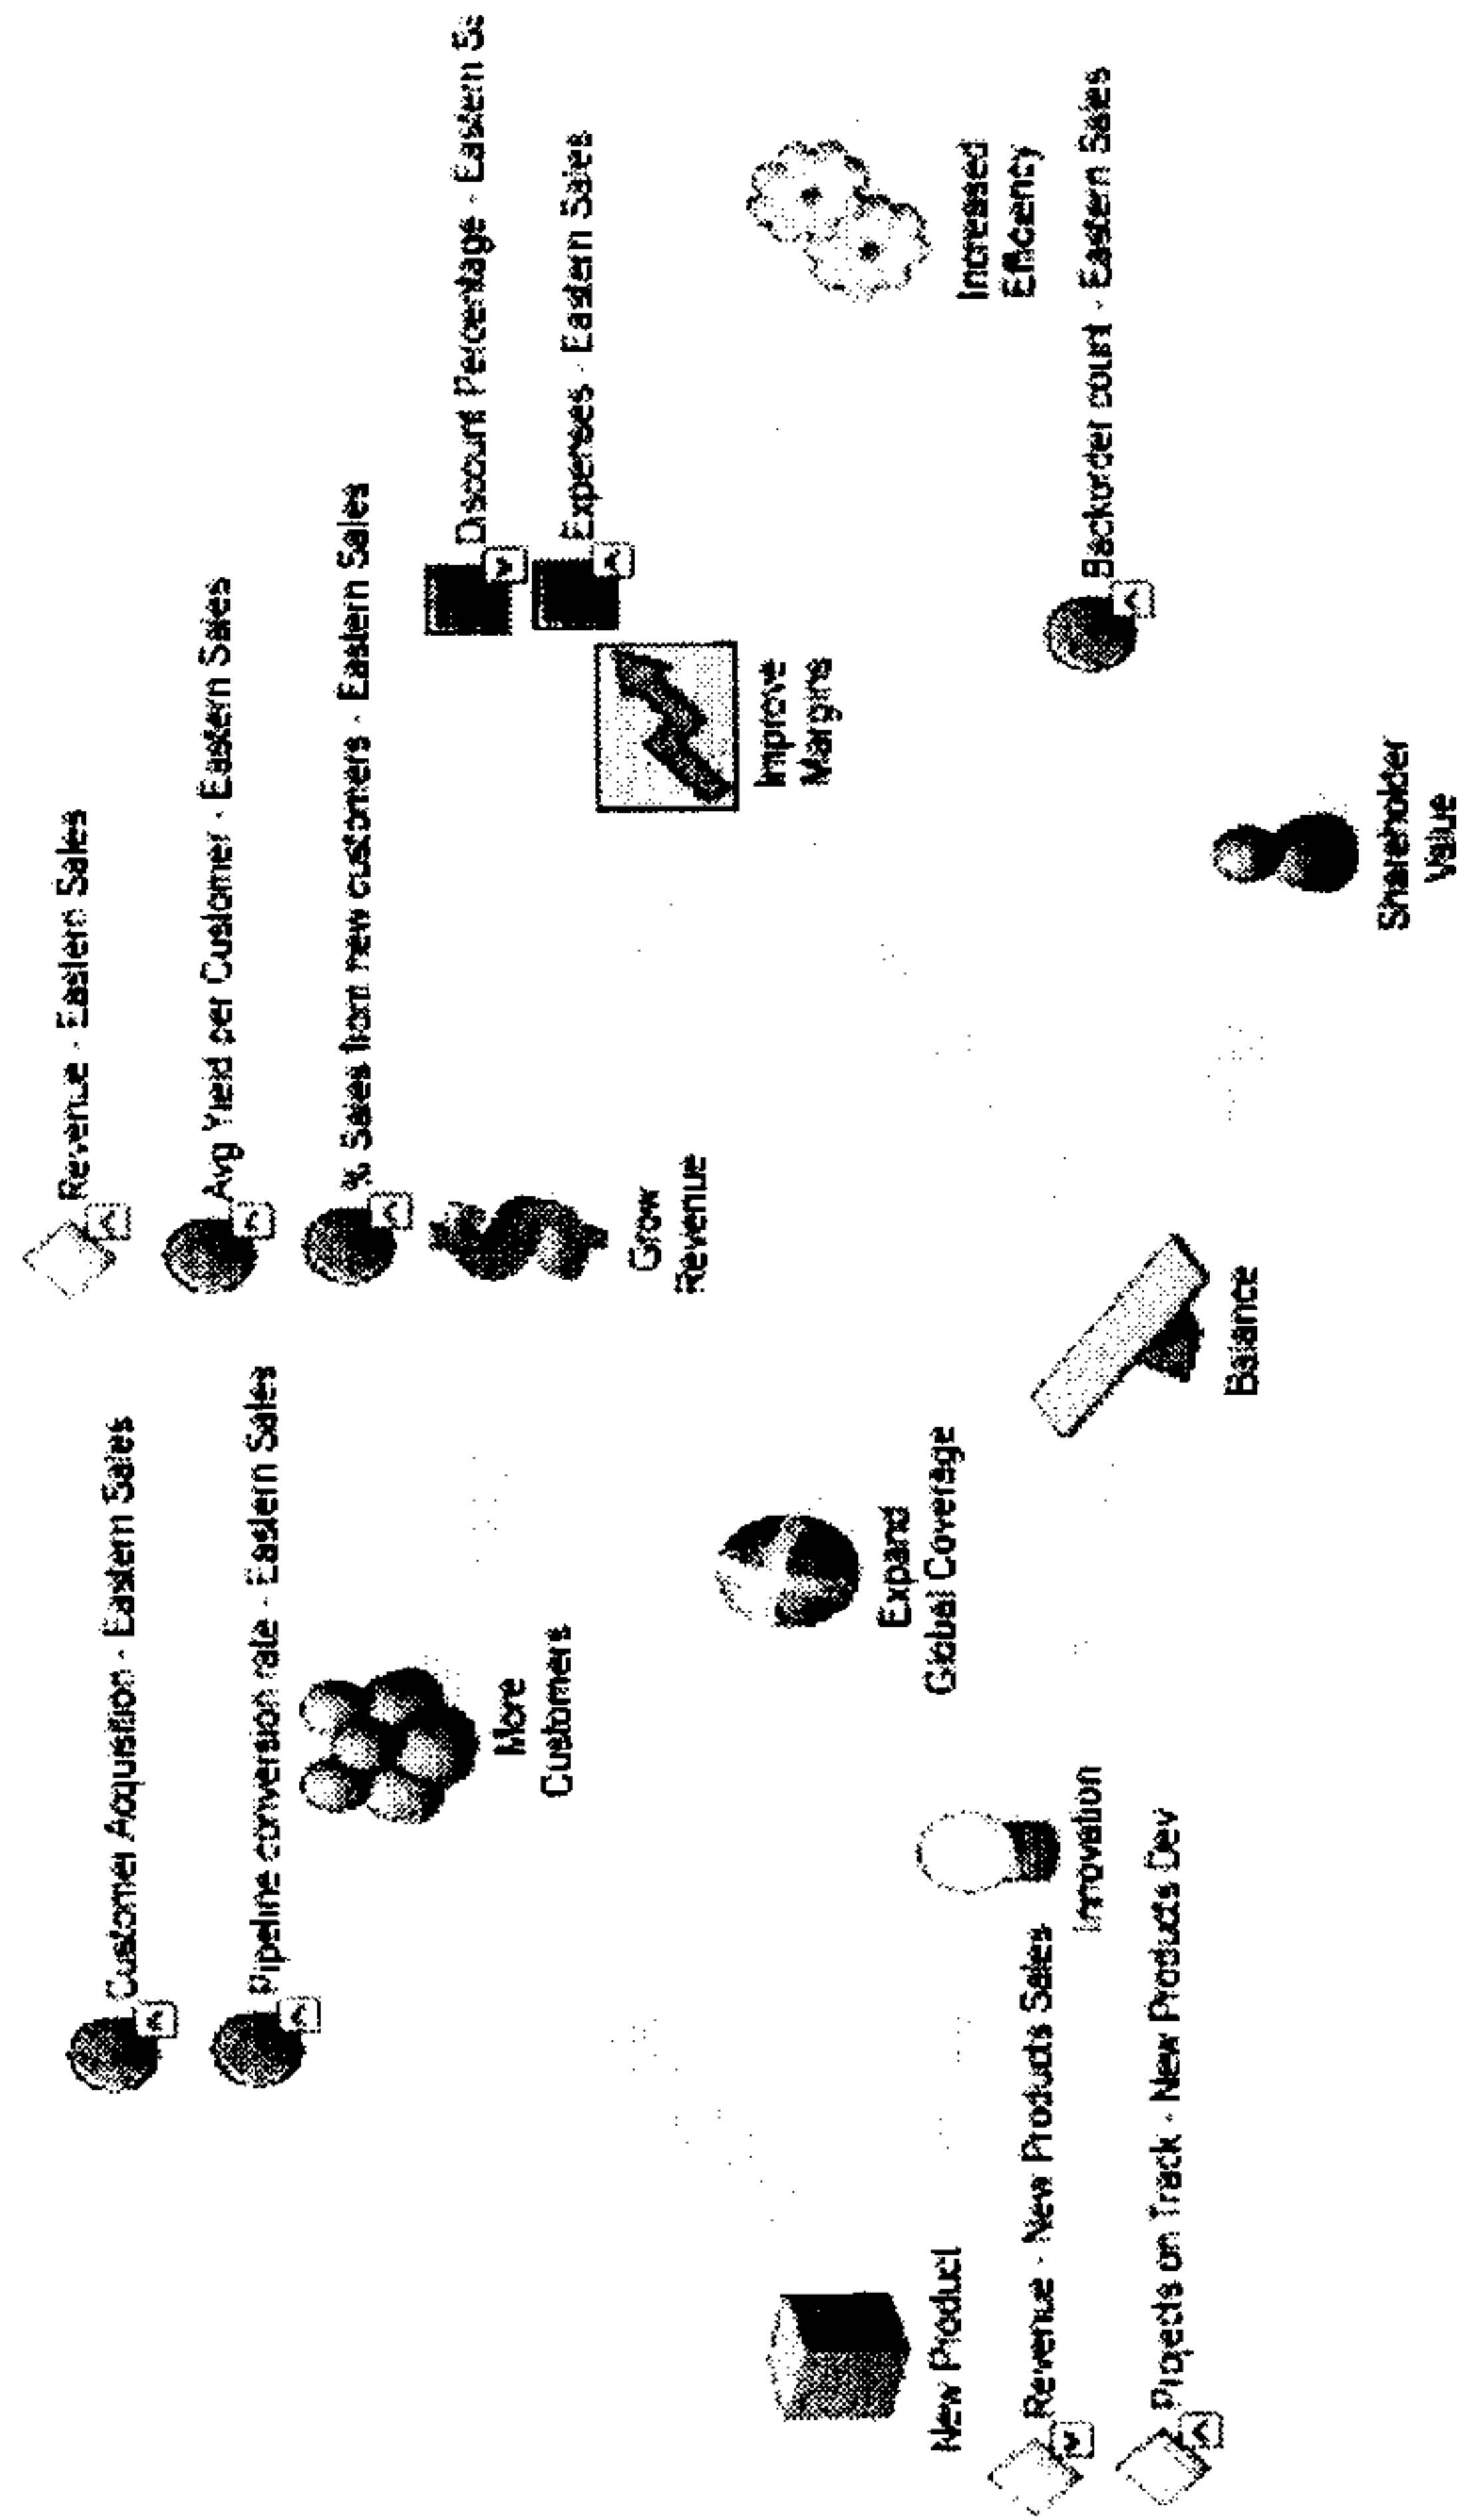 Revenue - Eastern Sales
Customer Acquisition - Eastern Sales
Avg Yield per Customer - Eastern Sales
Pipeline conversion rate - Eastern Sales
% Sales from new customers - Eastern Sales
Discount Percentage - Eastern Sa
Expenses - Eastern Sales
More
Customers
Grow
Revenue
Improve
Margins
Expand
Global Coverage
Increased
Efficiency
New Product
Innovation
Revenue - New Products Sales
Projects on Track - New Products Dev
Backorder count - Eastern Sales
Balance
Shareholder
Value